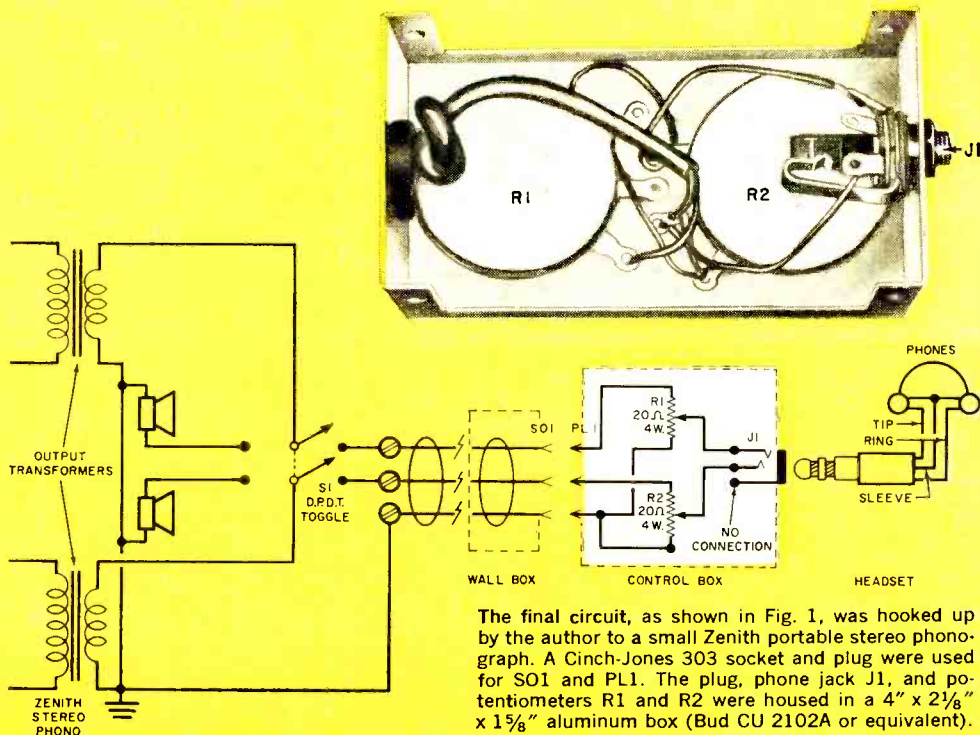 R1
R2
J1
PHONES
TIP
RING
SLEEVE
HEADSET
OUTPUT
TRANSFORMERS
S1
D.P.D.T.
TOGGLE
SO1 PL1
R1
20Ω
4W.
R2
20Ω
4W.
J1
NO
CONNECTION
WALL BOX
CONTROL BOX
ZENITH
STEREO
PHONO
The final circuit, as shown in Fig. 1, was hooked up
by the author to a small Zenith portable stereo phono-
graph. A Cinch-Jones 303 socket and plug were used
for SO1 and PL1. The plug, phone jack J1, and po-
tentiometers R1 and R2 were housed in a 4″ x 2⅛″
x 1⅝″ aluminum box (Bud CU 2102A or equivalent).